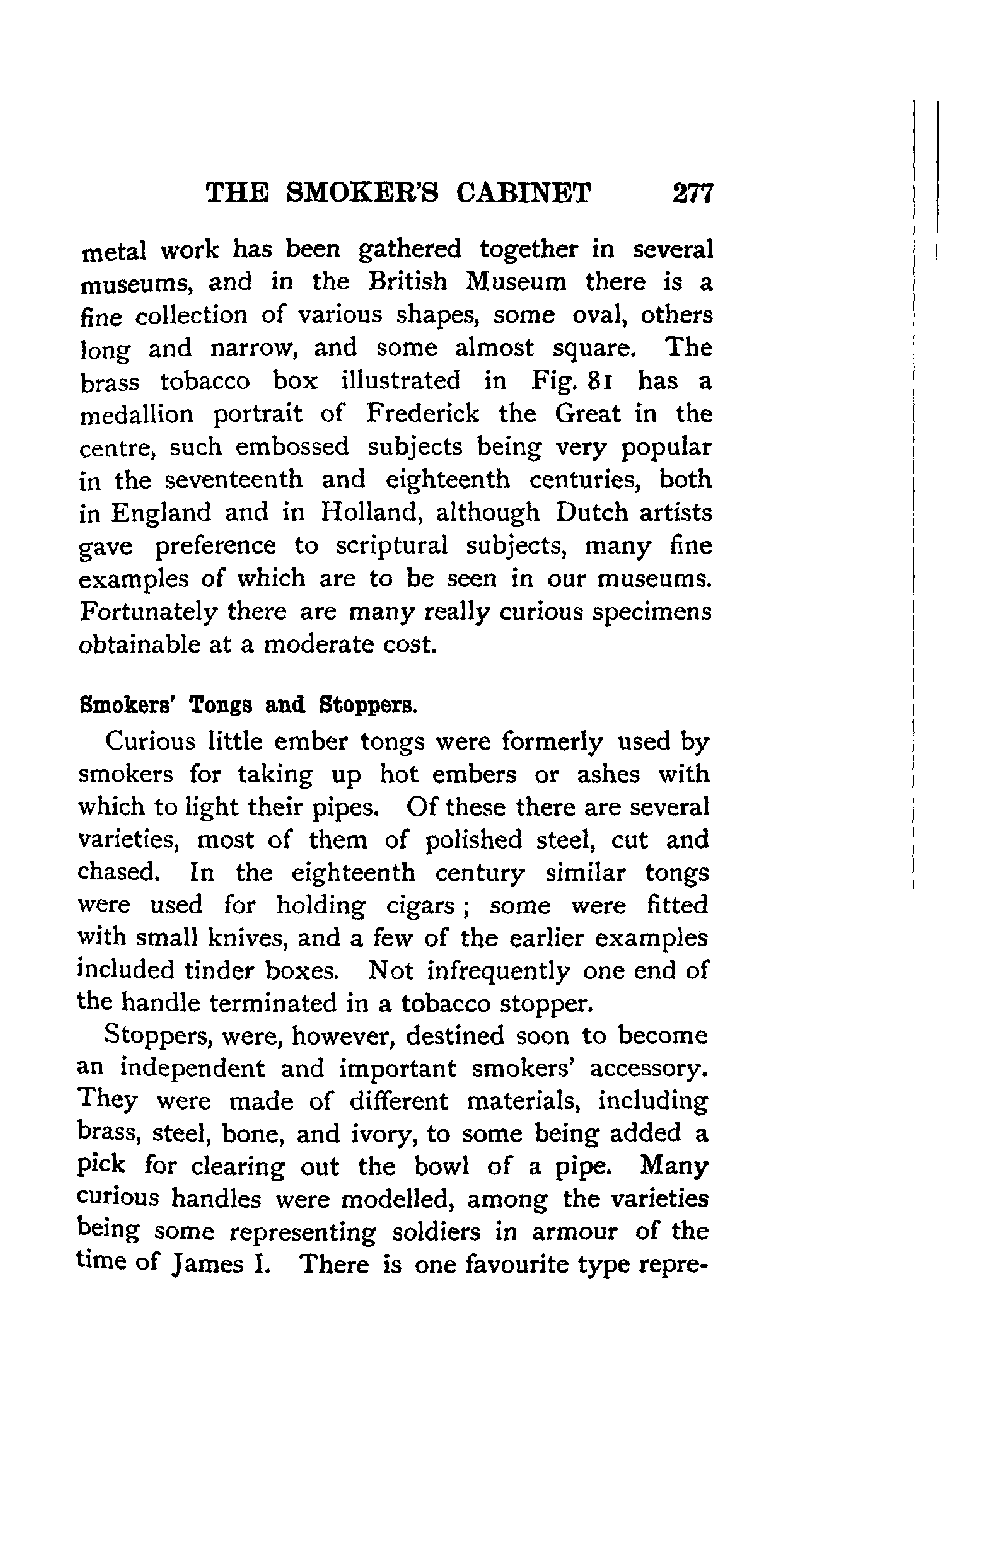 THE SMOKER'S CABINET 277
metal work has been gathered together in several
museums, and in the British Museum there is a
fine collection of various shapes, some oval, others
long and narrow, and some almost square. The
brass tobacco box illustrated in Fig. 81 has a
medallion portrait of Frederick the Great in the
centre, such embossed subjects being very popular
in the seventeenth and eighteenth centuries, both
in England and in Holland, although Dutch artists
gave preference to scriptural subjects, many fine
examples of which are to be seen in our museums.
Fortunately there are many really curious specimens
obtainable at a moderate cost.
Smokers' Tongs and Stoppers.
Curious little ember tongs were formerly used by
smokers for taking up hot embers or ashes with
which to light their pipes. Of these there are several
varieties, most of them of polished steel, cut and
chased. In the eighteenth century similar tongs
were used for holding cigars ; some were fitted
with small knives, and a few of the earlier examples
included tinder boxes. Not infrequently one end of
the handle terminated in a tobacco stopper.
Stoppers, were, however, destined soon to become
an independent and important smokers' accessory.
They were made of different materials, including
brass, steel, bone, and ivory, to some being added a
pick for clearing out the bowl of a pipe. Many
curious handles were modelled, among the varieties
being some representing soldiers in armour of the
time of James I. There is one favourite type repre-